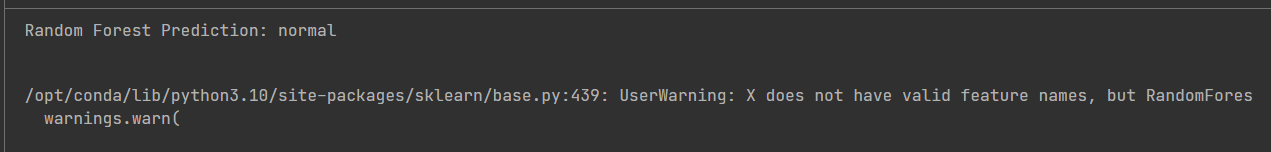 Random Forest Prediction: normal
/opt/conda/lib/python3.10/site-packages/sklearn/base.py:439: UserWarning: X does not have valid feature names, but RandomFores
warnings.warn(